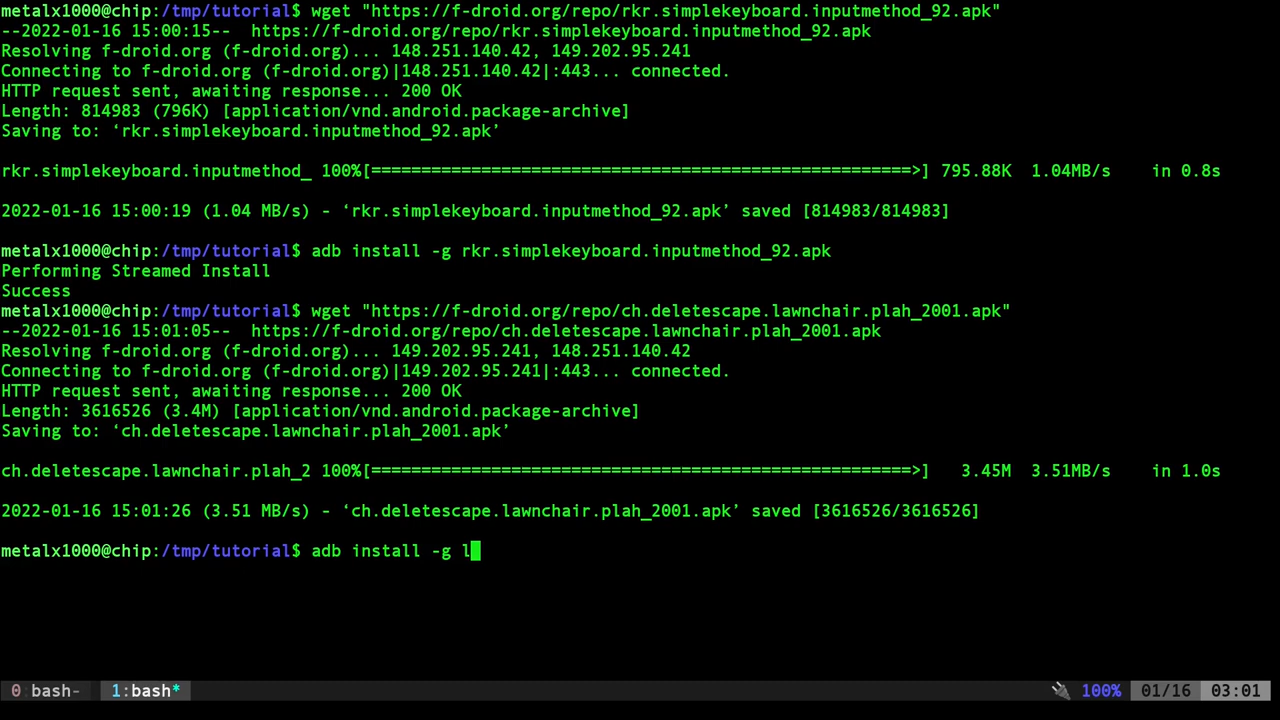 metalx1000@chip:/tmp/tutorial$ wget "https://f-droid.org/repo/rkr.simplekeyboard.inputmethod_92.apk"
--2022-01-16 15:00:15--  https://f-droid.org/repo/rkr.simplekeyboard.inputmethod_92.apk
Resolving f-droid.org (f-droid.org)... 148.251.140.42, 149.202.95.241
Connecting to f-droid.org (f-droid.org)|148.251.140.42|:443... connected.
HTTP request sent, awaiting response... 200 OK
Length: 814983 (796K) [application/vnd.android.package-archive]
Saving to: ‘rkr.simplekeyboard.inputmethod_92.apk’
rkr.simplekeyboard.inputmethod_ 100%[======================================================>] 795.88K  1.04MB/s    in 0.8s
2022-01-16 15:00:19 (1.04 MB/s) - ‘rkr.simplekeyboard.inputmethod_92.apk’ saved [814983/814983]
metalx1000@chip:/tmp/tutorial$ adb install -g rkr.simplekeyboard.inputmethod_92.apk
Performing Streamed Install
Success
metalx1000@chip:/tmp/tutorial$ wget "https://f-droid.org/repo/ch.deletescape.lawnchair.plah_2001.apk"
--2022-01-16 15:01:05--  https://f-droid.org/repo/ch.deletescape.lawnchair.plah_2001.apk
Resolving f-droid.org (f-droid.org)... 149.202.95.241, 148.251.140.42
Connecting to f-droid.org (f-droid.org)|149.202.95.241|:443... connected.
HTTP request sent, awaiting response... 200 OK
Length: 3616526 (3.4M) [application/vnd.android.package-archive]
Saving to: ‘ch.deletescape.lawnchair.plah_2001.apk’
ch.deletescape.lawnchair.plah_2 100%[======================================================>]   3.45M  3.51MB/s    in 1.0s
2022-01-16 15:01:26 (3.51 MB/s) - ‘ch.deletescape.lawnchair.plah_2001.apk’ saved [3616526/3616526]
metalx1000@chip:/tmp/tutorial$ adb install -g l
0 bash- 1:bash* 100% 01/16 03:01